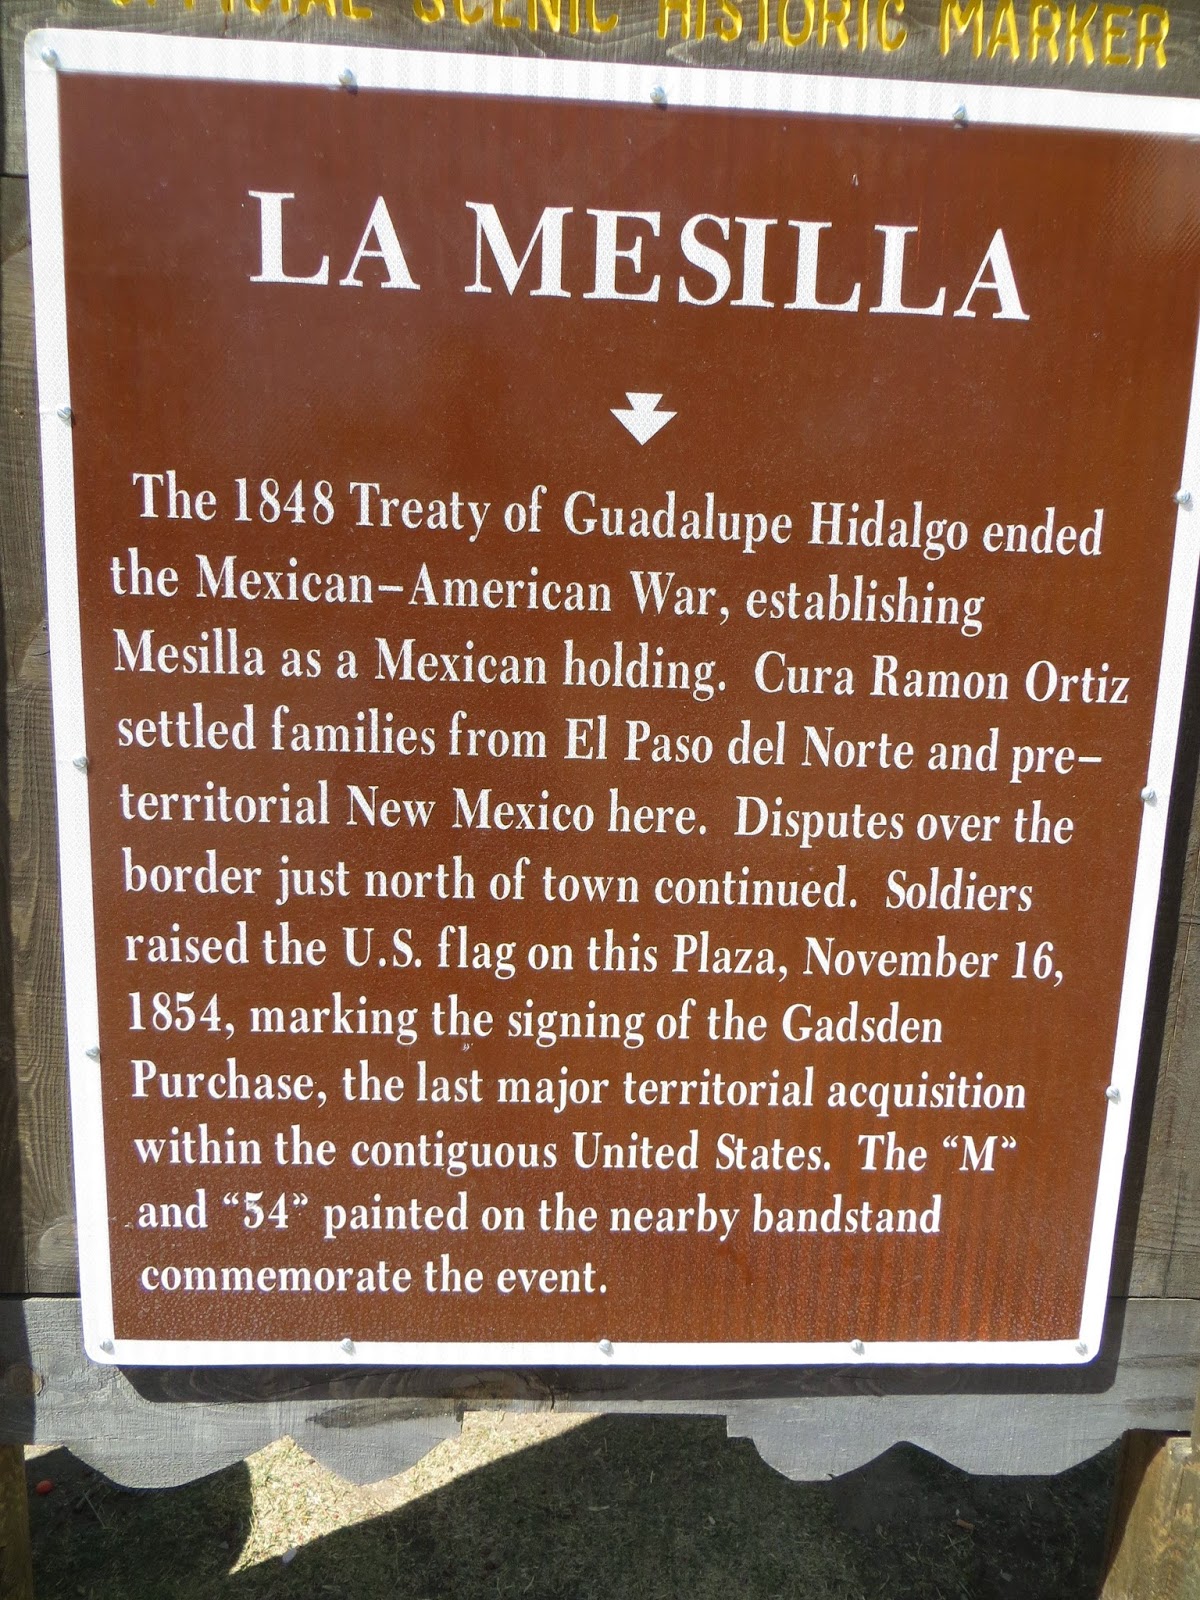 OFFICIAL SCENIC HISTORIC MARKER
LA MESILLA
The 1848 Treaty of Guadalupe Hidalgo ended
the Mexican-American War, establishing
Mesilla as a Mexican holding. Cura Ramon Ortiz
settled families from El Paso del Norte and pre-
territorial New Mexico here. Disputes over the
border just north of town continued. Soldiers
raised the U.S. flag on this Plaza, November 16,
1854, marking the signing of the Gadsden
Purchase, the last major territorial acquisition
within the contiguous United States. The “M”
and “54” painted on the nearby bandstand
commemorate the event.